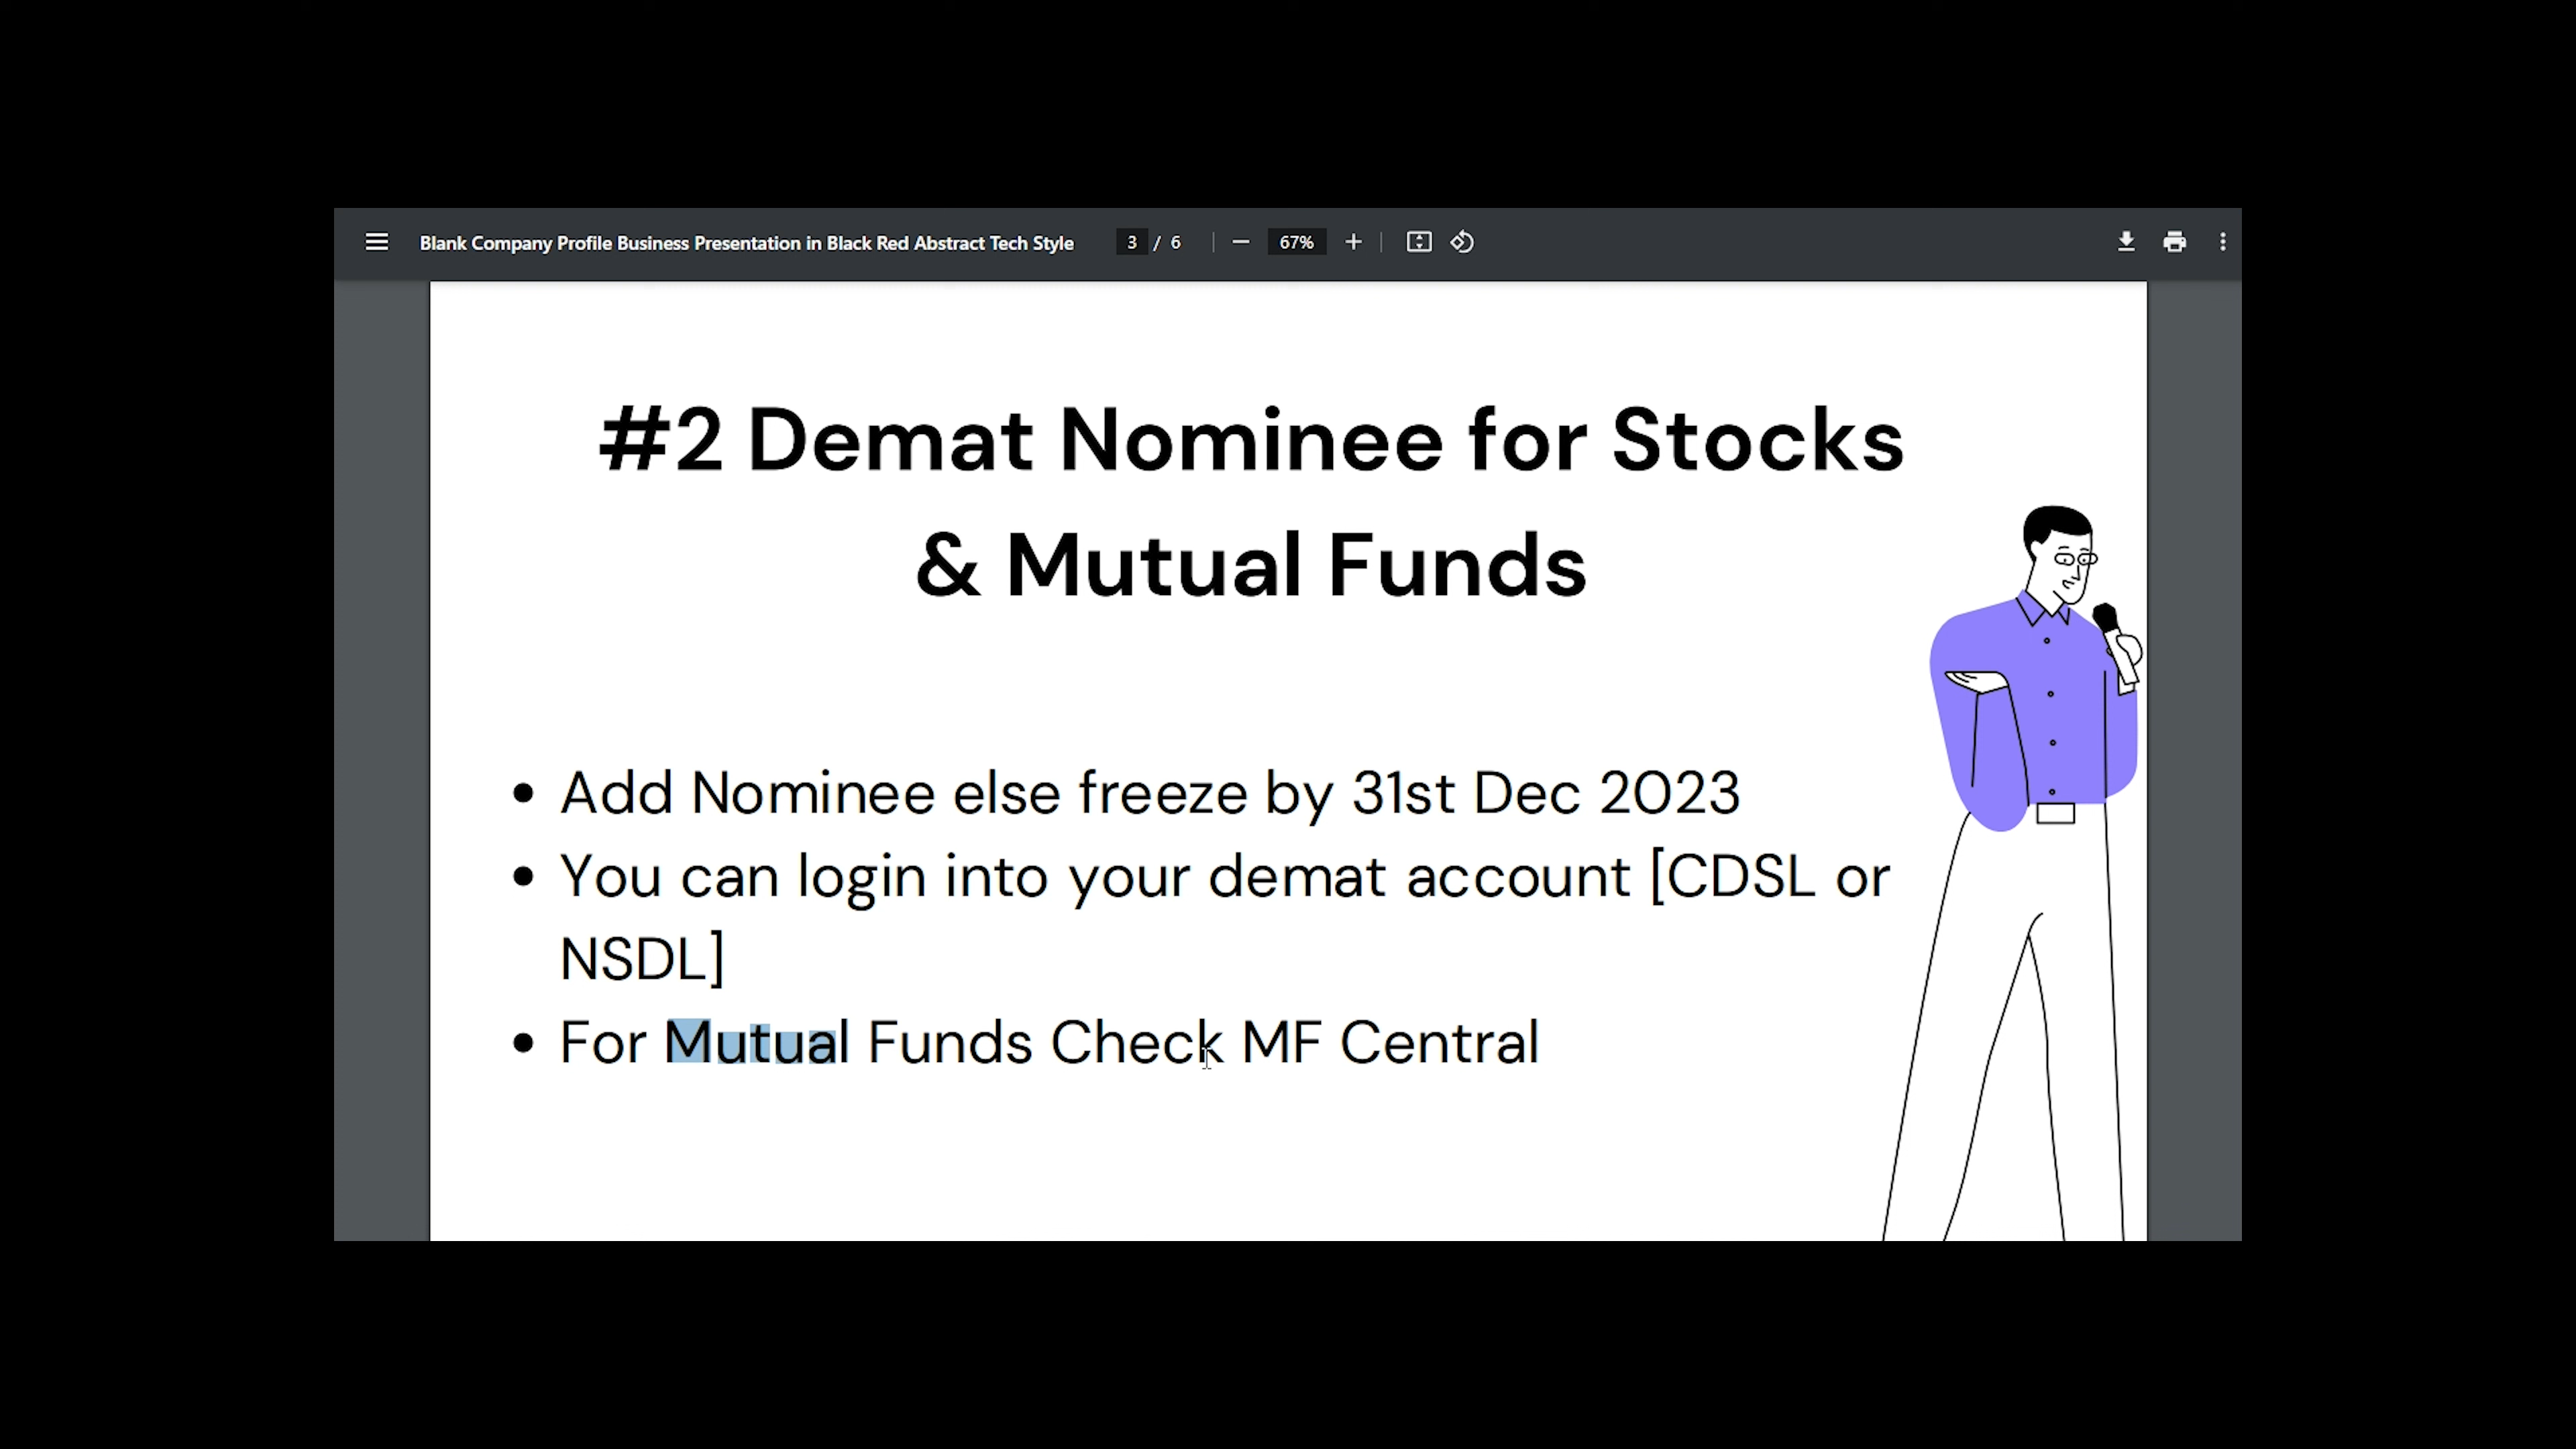 Blank Company Profile Business Presentation in Black Red Abstract Tech Style 3 / 6 67%
#2 Demat Nominee for Stocks
& Mutual Funds
• Add Nominee else freeze by 31st Dec 2023
• You can login into your demat account [CDSL or
NSDL]
• For Mutual Funds Check MF Central